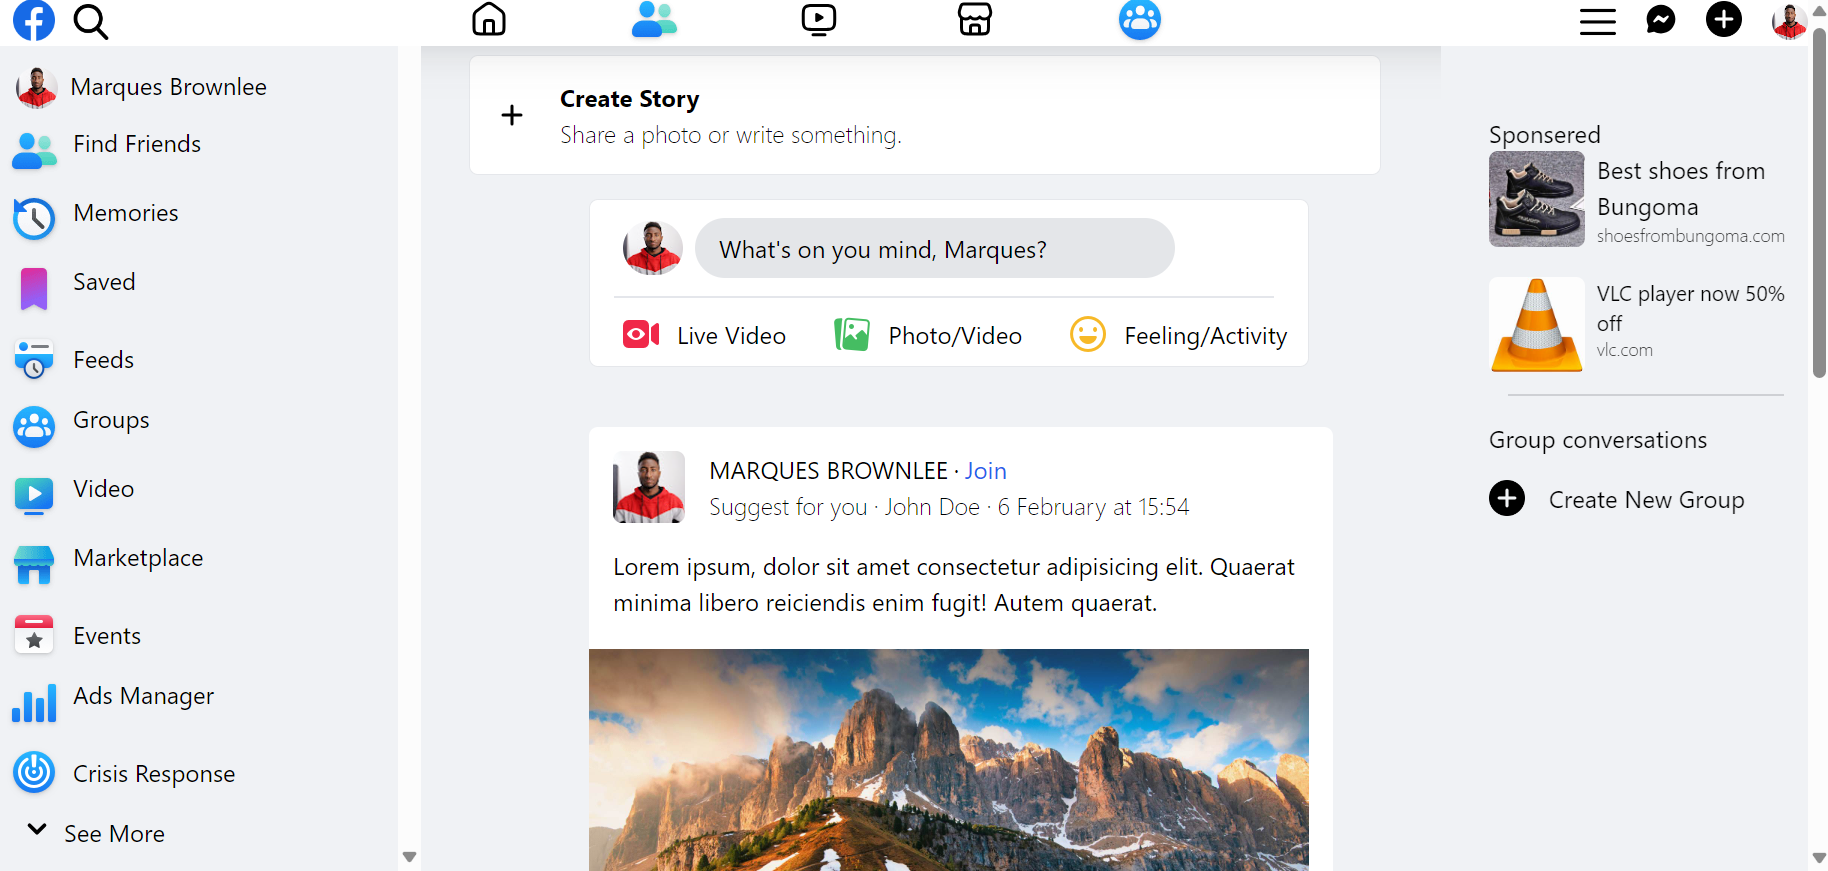 Marques Brownlee
Find Friends
Memories
Saved
Feeds
Groups
Video
Marketplace
Events
Ads Manager
Crisis Response
See More
Create Story
Share a photo or write something.
What's on you mind, Marques?
Live Video
Photo/Video
Feeling/Activity
MARQUES BROWNLEE · Join
Suggest for you · John Doe · 6 February at 15:54
Lorem ipsum, dolor sit amet consectetur adipisicing elit. Quaerat
minima libero reiciendis enim fugit! Autem quaerat.
Sponsered
Best shoes from
Bungoma
shoesfrombungoma.com
VLC player now 50%
off
vlc.com
Group conversations
Create New Group